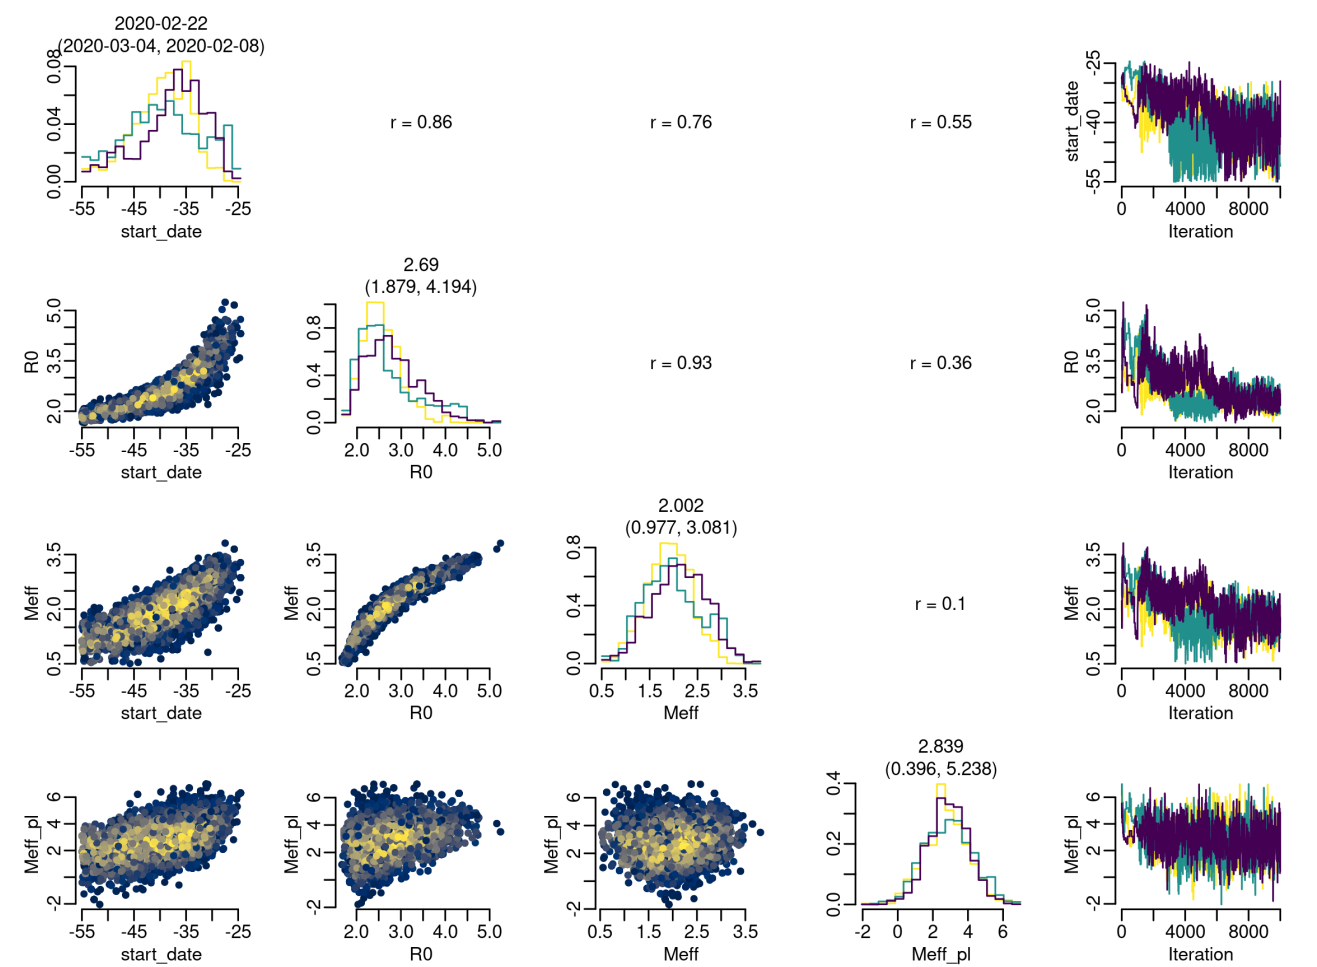 2020-02-22
(2020-03-04, 2020-02-08)
0.00 0.04 0.08
-55 -45 -35 -25
start_date
r = 0.86
r = 0.76
r = 0.55
start_date
-55 -40 -25
0 4000 8000
Iteration
R0
2.0 3.5 5.0
-55 -45 -35 -25
start_date
2.69
(1.879, 4.194)
0.0 0.4 0.8
2.0 3.0 4.0 5.0
R0
r = 0.93
r = 0.36
R0
2.0 3.5 5.0
0 4000 8000
Iteration
Meff
0.5 2.0 3.5
-55 -45 -35 -25
start_date
Meff
0.5 2.0 3.5
2.0 3.0 4.0 5.0
R0
2.002
(0.977, 3.081)
0.0 0.4 0.8
0.5 1.5 2.5 3.5
Meff
r = 0.1
Meff
0.5 2.0 3.5
0 4000 8000
Iteration
Meff_pl
-2 2 4 6
-55 -45 -35 -25
start_date
Meff_pl
-2 2 4 6
2.0 3.0 4.0 5.0
R0
Meff_pl
-2 2 4 6
0.5 1.5 2.5 3.5
Meff
2.839
(0.396, 5.238)
0.0 0.2 0.4
-2 0 2 4 6
Meff_pl
Meff_pl
-2 2 4 6
0 4000 8000
Iteration